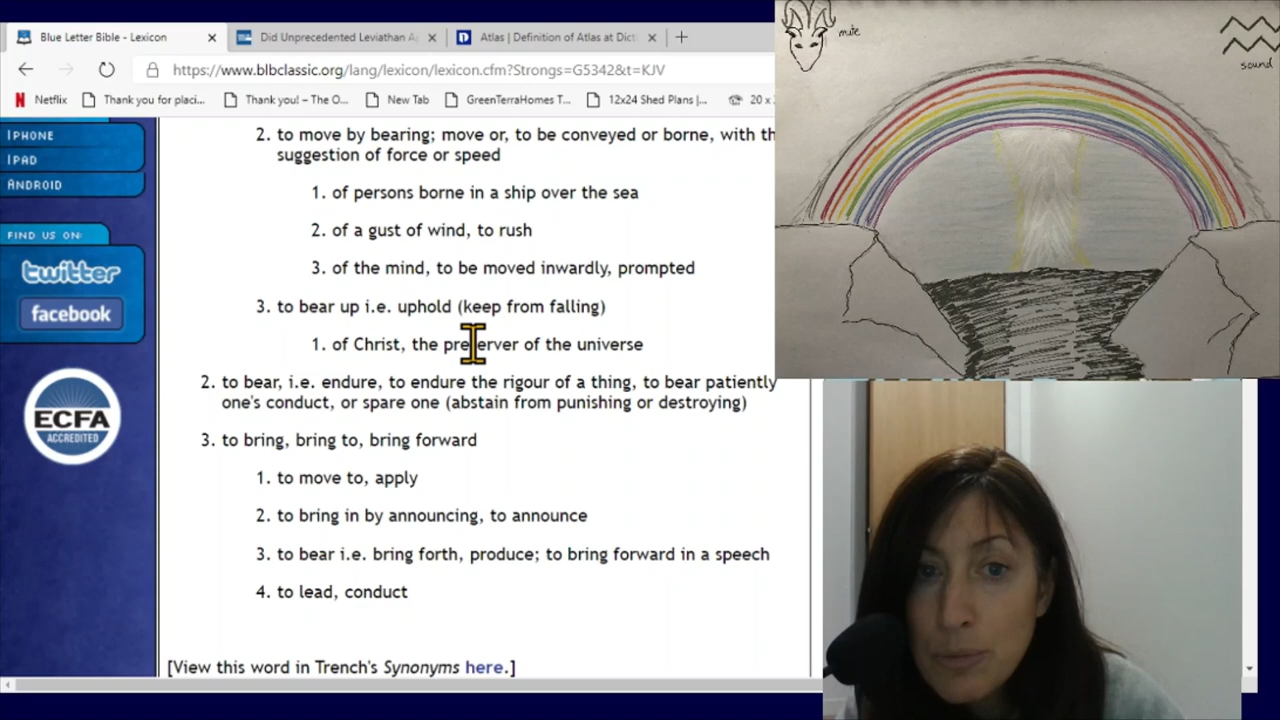 Blue Letter Bible - Lexicon
Did Unprecedented Leviathan A
Atlas | Definition of Atlas at Dict
https://www.blbclassic.org/lang/lexicon/lexicon.cfm?Strongs=G5342&t=KJV
Netflix
Thank you for placi...
Thank you! – The O...
New Tab
GreenTerraHomes T...
12x24 Shed Plans |...
20 x
mute
sound
IPHONE
IPAD
ANDROID
FIND US ON:
twitter
facebook
ECFA
ACCREDITED
2. to move by bearing; move or, to be conveyed or borne, with th
suggestion of force or speed
1. of persons borne in a ship over the sea
2. of a gust of wind, to rush
3. of the mind, to be moved inwardly, prompted
3. to bear up i.e. uphold (keep from falling)
1. of Christ, the preserver of the universe
2. to bear, i.e. endure, to endure the rigour of a thing, to bear patiently
one's conduct, or spare one (abstain from punishing or destroying)
3. to bring, bring to, bring forward
1. to move to, apply
2. to bring in by announcing, to announce
3. to bear i.e. bring forth, produce; to bring forward in a speech
4. to lead, conduct
[View this word in Trench's Synonyms here.]